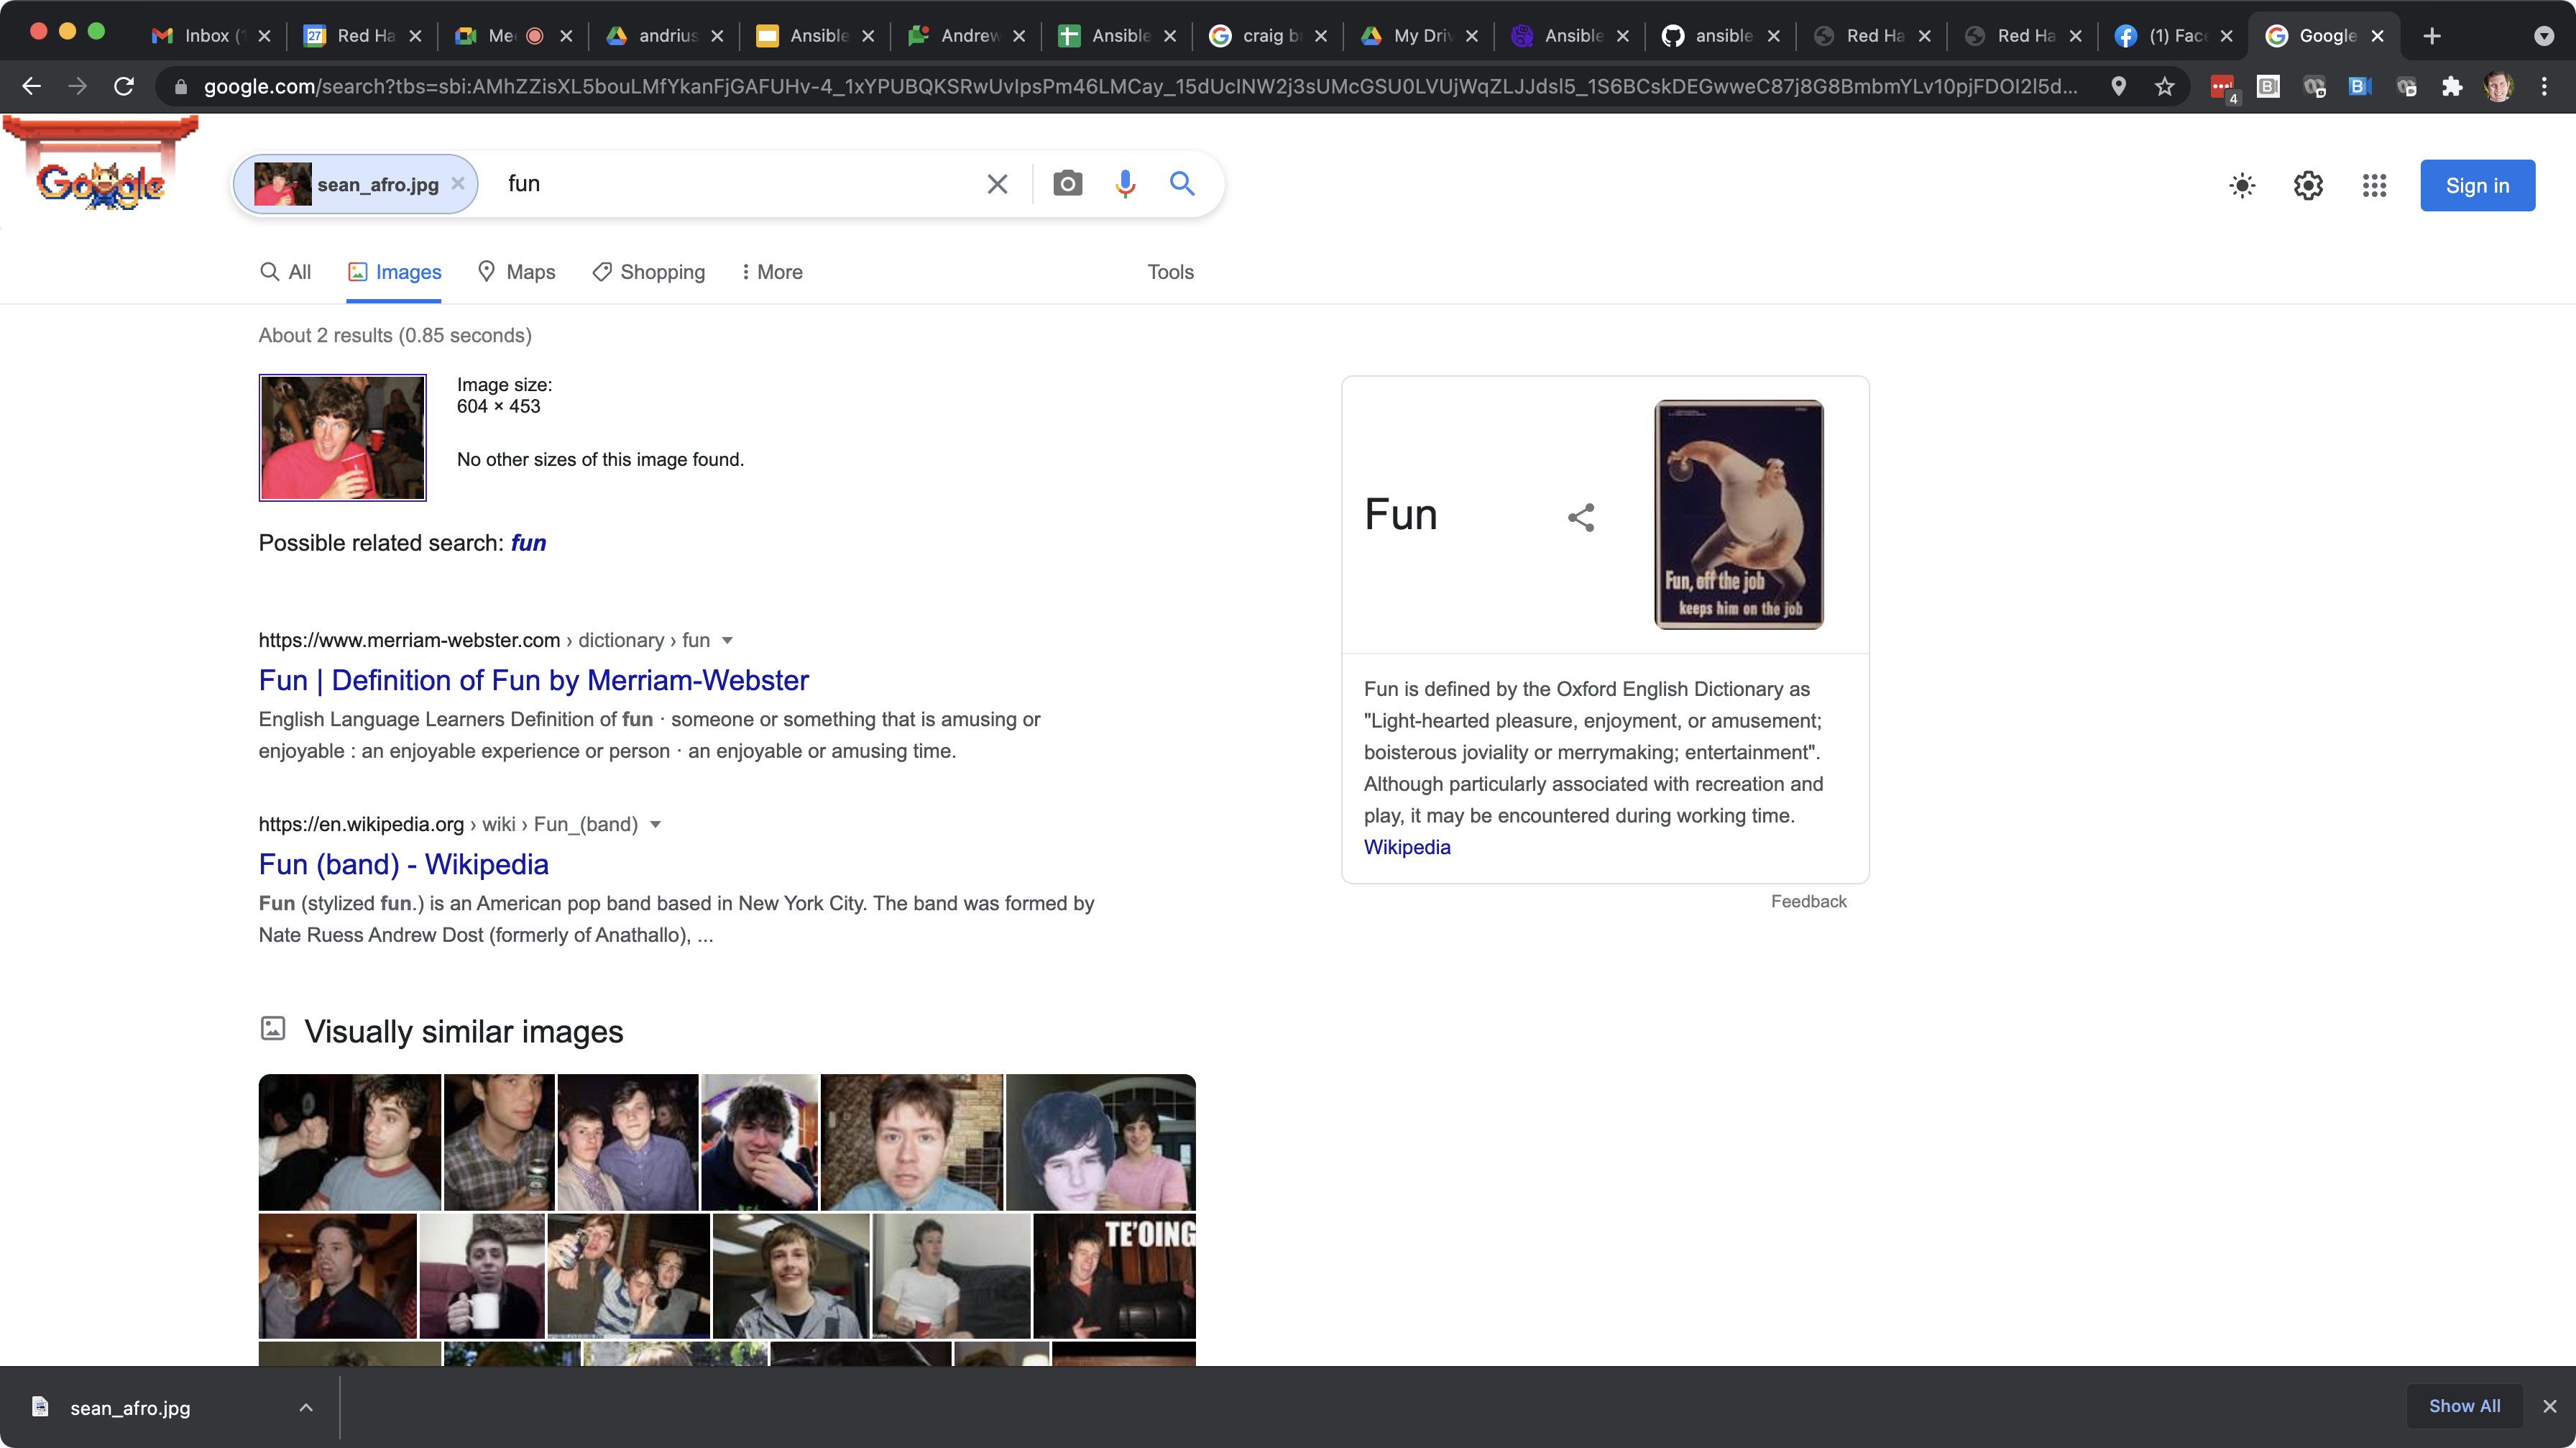 Inbox (1
Red Ha
Mee
andrius
Ansible
Andrew
Ansible
craig b
My Driv
Ansible
ansible
Red Ha
Red Ha
(1) Fac
Google
google.com/search?tbs=sbi:AMhZZisXL5bouLMfYkanFjGAFUHv-4_1xYPUBQKSRwUvIpsPm46LMCay_15dUcINW2j3sUMcGSU0LVUjWqZLJJdsl5_1S6BCskDEGwweC87j8G8BmbmYLv10pjFDOI2l5d...
4
Google
sean_afro.jpg
fun
Sign in
All
Images
Maps
Shopping
More
Tools
About 2 results (0.85 seconds)
Image size:
604 × 453
No other sizes of this image found.
Possible related search: fun
https://www.merriam-webster.com › dictionary › fun
Fun | Definition of Fun by Merriam-Webster
English Language Learners Definition of fun · someone or something that is amusing or
enjoyable : an enjoyable experience or person · an enjoyable or amusing time.
https://en.wikipedia.org › wiki › Fun_(band)
Fun (band) - Wikipedia
Fun (stylized fun.) is an American pop band based in New York City. The band was formed by
Nate Ruess Andrew Dost (formerly of Anathallo), ...
Fun
Fun, off the job
keeps him on the job
Fun is defined by the Oxford English Dictionary as
"Light-hearted pleasure, enjoyment, or amusement;
boisterous joviality or merrymaking; entertainment".
Although particularly associated with recreation and
play, it may be encountered during working time.
Wikipedia
Feedback
Visually similar images
TE'OING
sean_afro.jpg
Show All